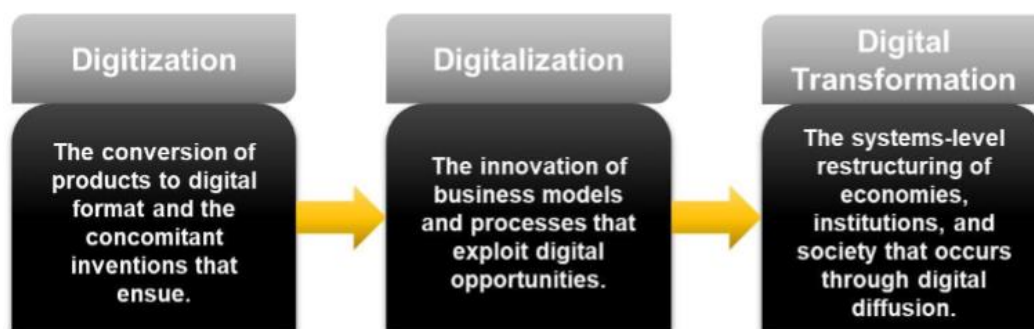 Digitization
The conversion of
products to digital
format and the
concomitant
inventions that
ensue.
Digitalization
The innovation of
business models
and processes that
exploit digital
opportunities.
Digital
Transformation
The systems-level
restructuring of
economies,
institutions, and
society that occurs
through digital
diffusion.